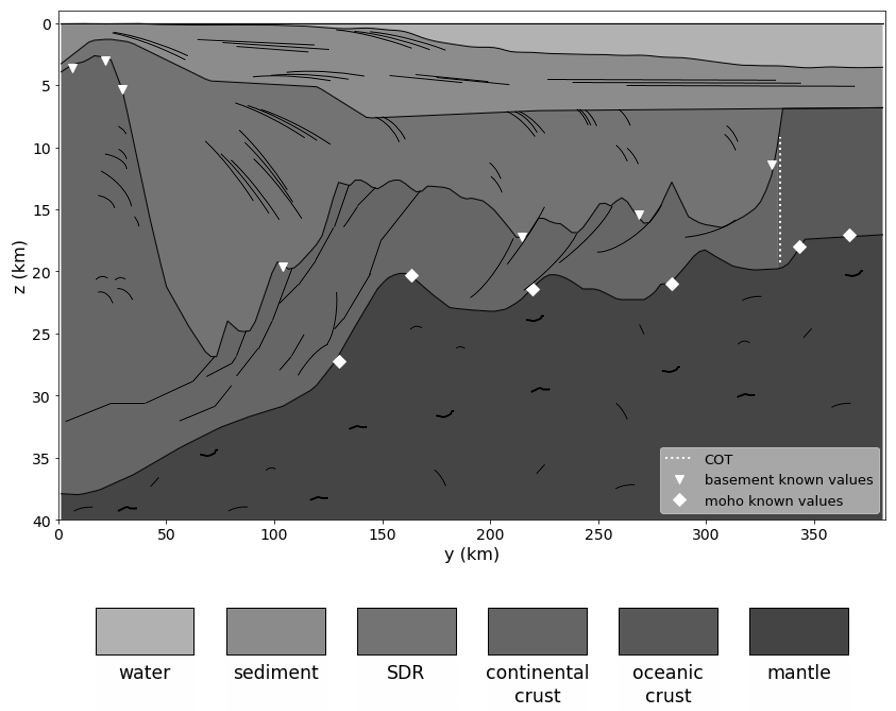 0
5
10
15
20
25
30
35
40
z (km)
0 50 100 150 200 250 300 350
y (km)
COT
basement known values
moho known values
water sediment SDR continental crust oceanic crust mantle